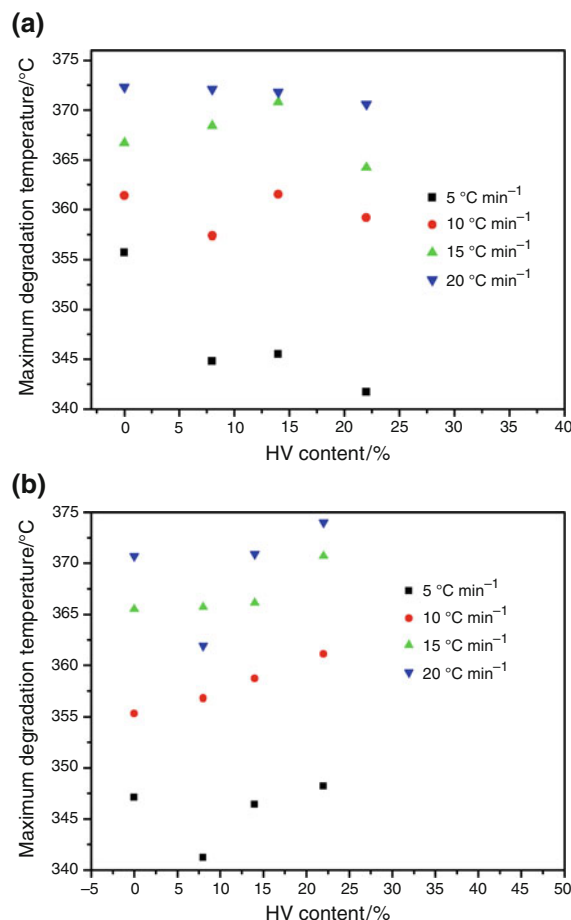 (a)
375
370
365
360
355
350
345
340
Maximum degradation temperature/°C
5 °C min⁻¹
10 °C min⁻¹
15 °C min⁻¹
20 °C min⁻¹
0 5 10 15 20 25 30 35 40
HV content/%
(b)
375
370
365
360
355
350
345
340
Maximum degradation temperature/°C
5 °C min⁻¹
10 °C min⁻¹
15 °C min⁻¹
20 °C min⁻¹
−5 0 5 10 15 20 25 30 35 40 45 50
HV content/%